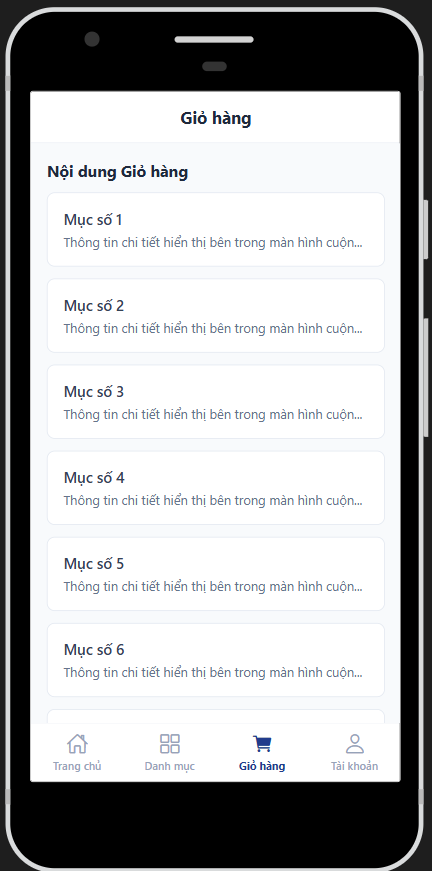 Giỏ hàng
Nội dung Giỏ hàng
Mục số 1
Thông tin chi tiết hiển thị bên trong màn hình cuộn...
Mục số 2
Thông tin chi tiết hiển thị bên trong màn hình cuộn...
Mục số 3
Thông tin chi tiết hiển thị bên trong màn hình cuộn...
Mục số 4
Thông tin chi tiết hiển thị bên trong màn hình cuộn...
Mục số 5
Thông tin chi tiết hiển thị bên trong màn hình cuộn...
Mục số 6
Thông tin chi tiết hiển thị bên trong màn hình cuộn...
Trang chủ Danh mục Giỏ hàng Tài khoản